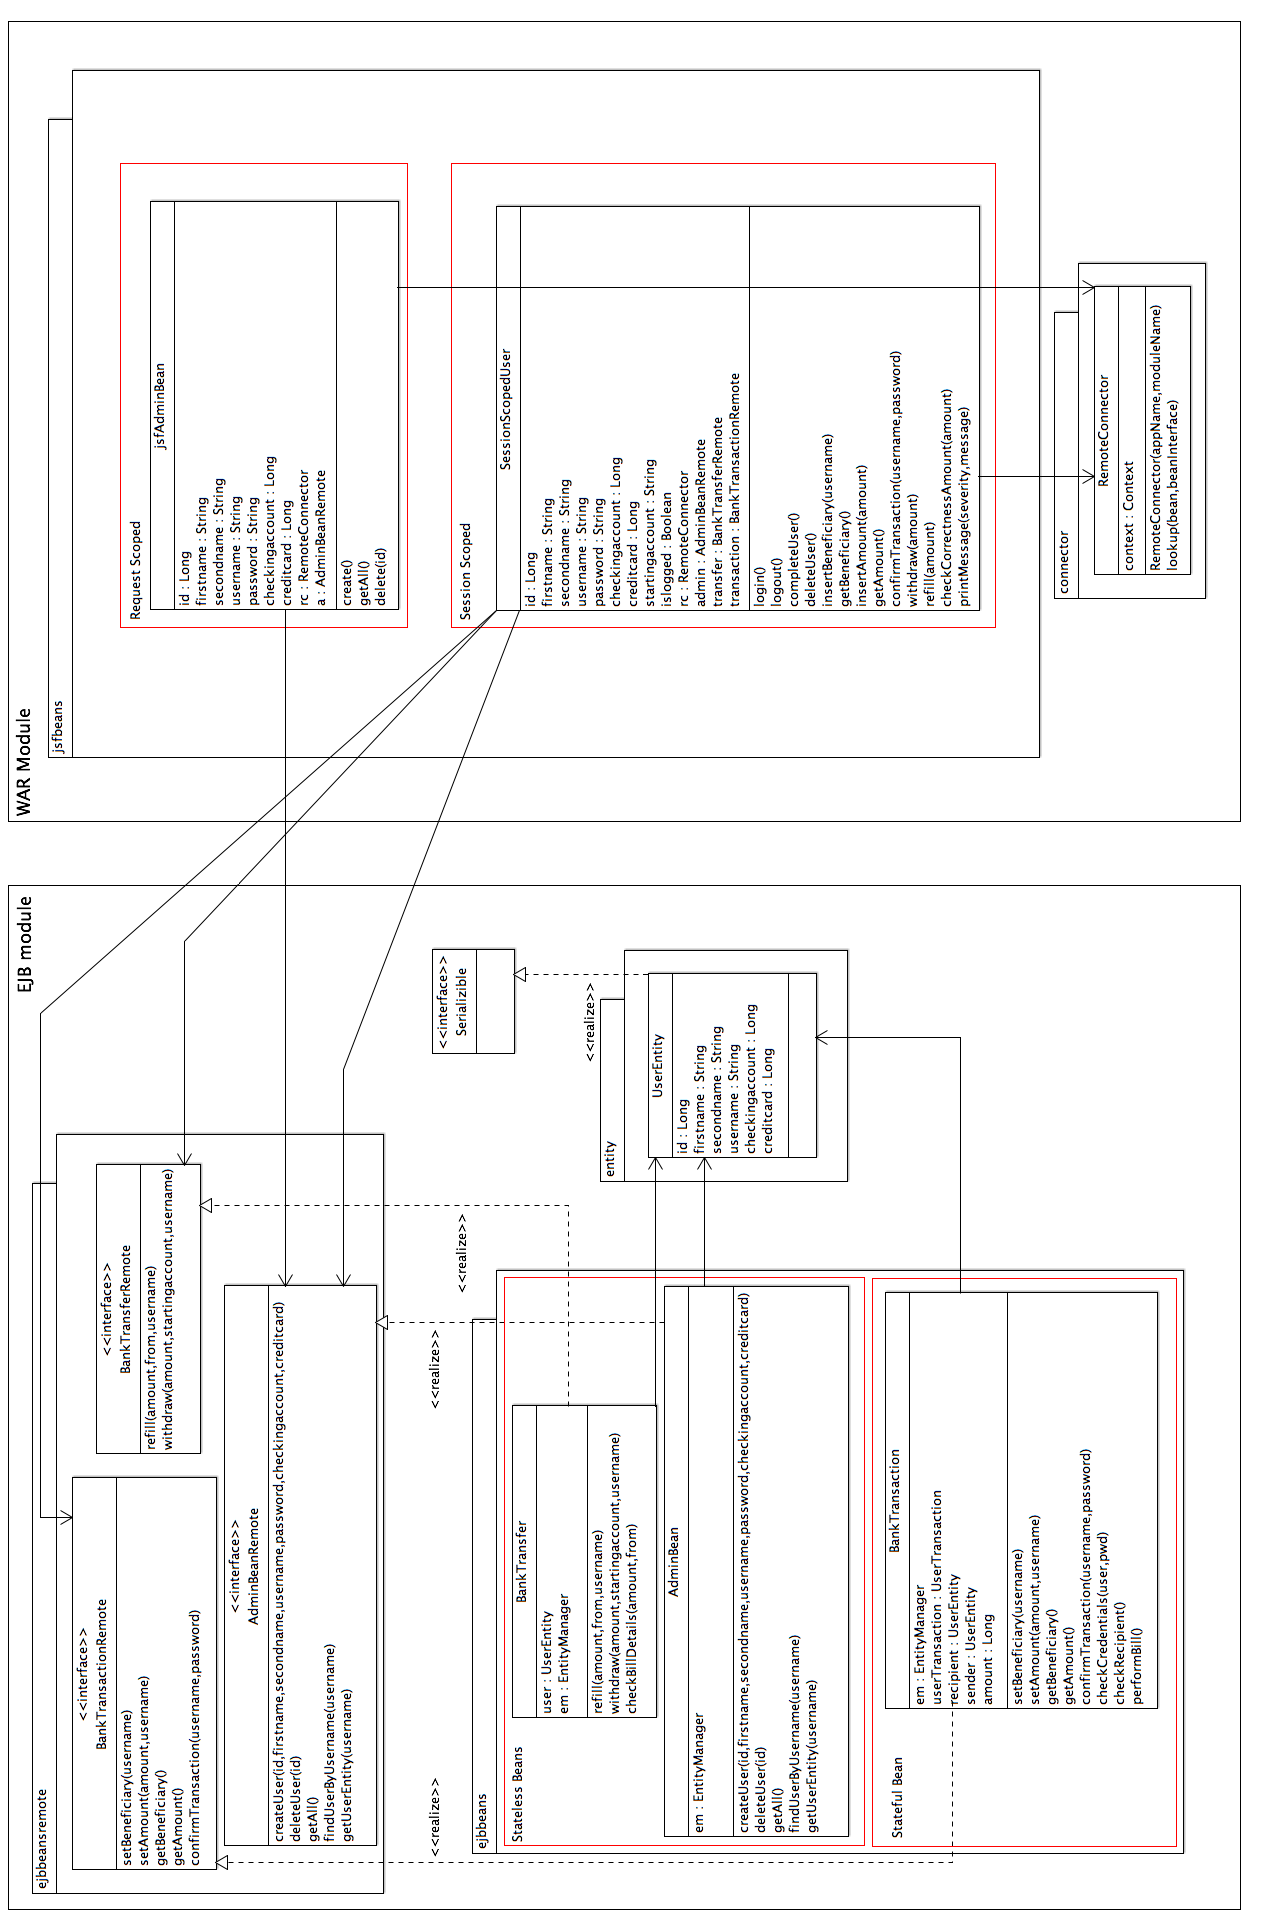 WAR Module
jsfbeans
Request Scoped
jsfAdminBean
id : Long
firstname : String
secondname : String
username : String
password : String
checkingaccount : Long
creditcard : Long
rc : RemoteConnector
a : AdminBeanRemote
create()
getAll()
delete(id)
Session Scoped
SessionScopedUser
id : Long
firstname : String
secondname : String
username : String
password : String
checkingaccount : Long
creditcard : Long
startingaccount : String
islogged : Boolean
rc : RemoteConnector
admin : AdminBeanRemote
transfer : BankTransferRemote
transaction : BankTransactionRemote
login()
logout()
completeUser()
deleteUser()
insertBeneficiary(username)
getBeneficiary()
insertAmount(amount)
getAmount()
confirmTransaction(username,password)
withdraw(amount)
refill(amount)
checkCorrectnessAmount(amount)
printMessage(severity,message)
connector
RemoteConnector
context : Context
RemoteConnector(appName,moduleName)
lookup(bean,beanInterface)
EJB module
ejbbeansremote
<<interface>>
BankTransactionRemote
setBeneficiary(username)
setAmount(amount,username)
getBeneficiary()
getAmount()
confirmTransaction(username,password)
<<interface>>
BankTransferRemote
refill(amount,from,username)
withdraw(amount,startingaccount,username)
<<interface>>
AdminBeanRemote
createUser(id,firstname,secondname,username,password,checkingaccount,creditcard)
deleteUser(id)
getAll()
findUserByUsername(username)
getUserEntity(username)
<<realize>>
<<realize>>
<<realize>>
<<interface>>
Serializible
<<realize>>
entity
UserEntity
id : Long
firstname : String
secondname : String
username : String
checkingaccount : Long
creditcard : Long
ejbbeans
Stateless Beans
BankTransfer
user : UserEntity
em : EntityManager
refill(amount,from,username)
withdraw(amount,startingaccount,username)
checkBillDetails(amount,from)
AdminBean
em : EntityManager
createUser(id,firstname,secondname,username,password,checkingaccount,creditcard)
deleteUser(id)
getAll()
findUserByUsername(username)
getUserEntity(username)
Stateful Bean
BankTransaction
em : EntityManager
userTransaction : UserTransaction
recipient : UserEntity
sender : UserEntity
amount : Long
setBeneficiary(username)
setAmount(amount,username)
getBeneficiary()
getAmount()
confirmTransaction(username,password)
checkCredentials(user,pwd)
checkRecipient()
performBill()